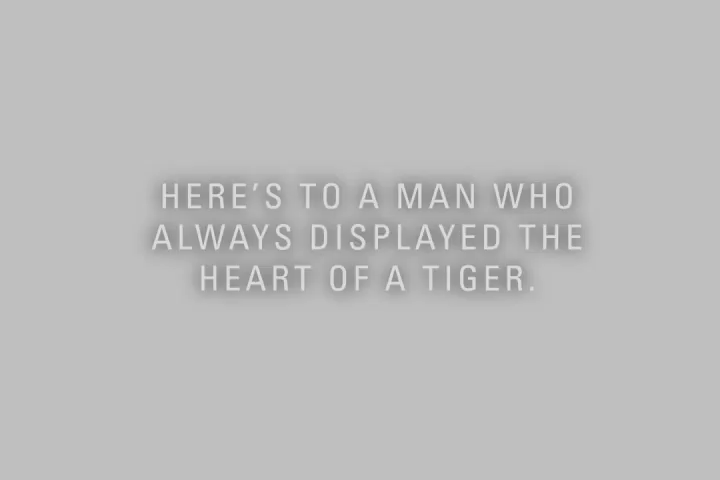 HERE'S TO A MAN WHO
ALWAYS DISPLAYED THE
HEART OF A TIGER.